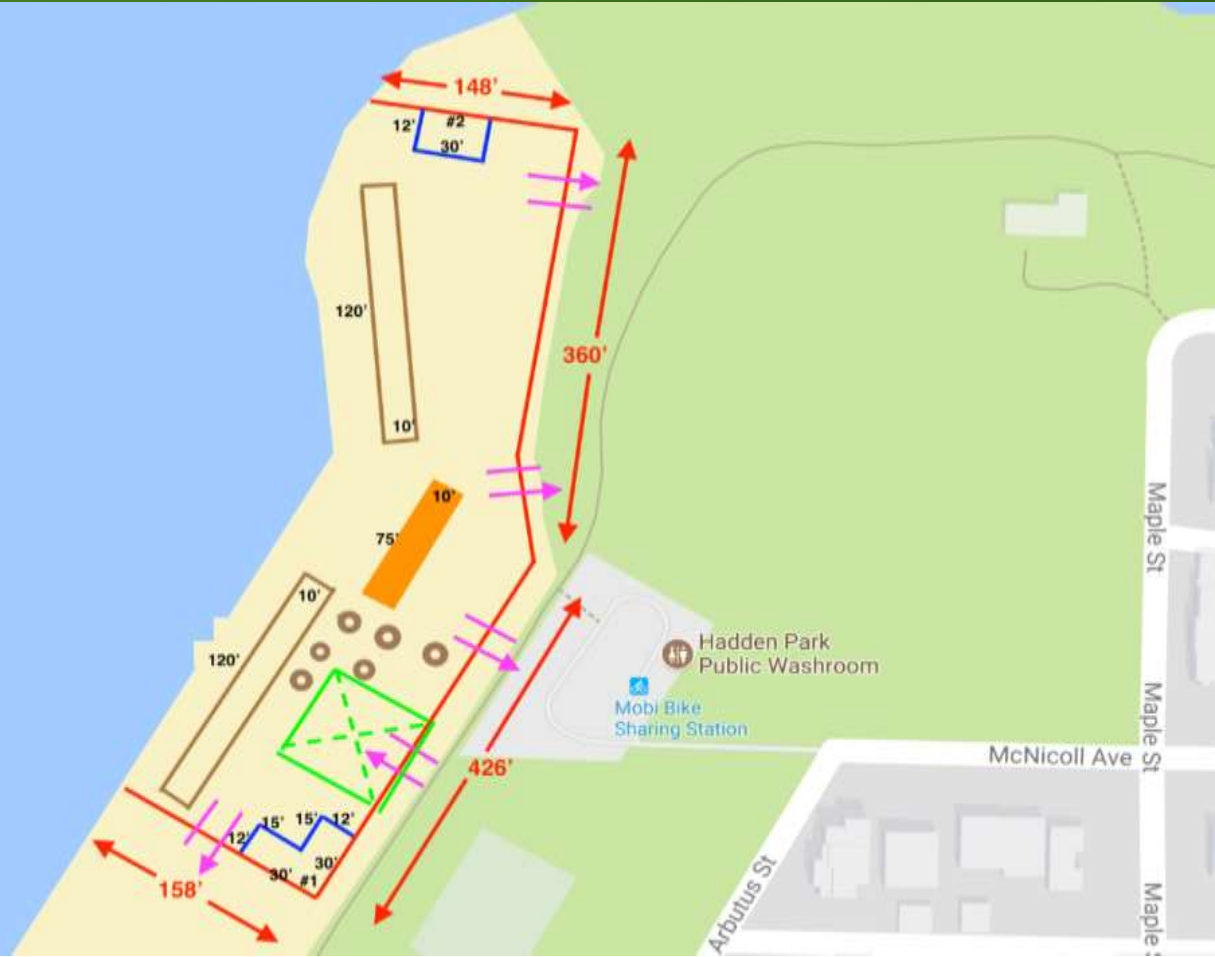 148'
12'
#2
30'
120'
360'
10'
10'
75'
10'
120'
Hadden Park
Public Washroom
Mobi Bike
Sharing Station
426'
McNicoll Ave
Maple St
Maple St
Maple S
Arbutus St
12'
15'
15'
12'
30'
30'
#1
158'